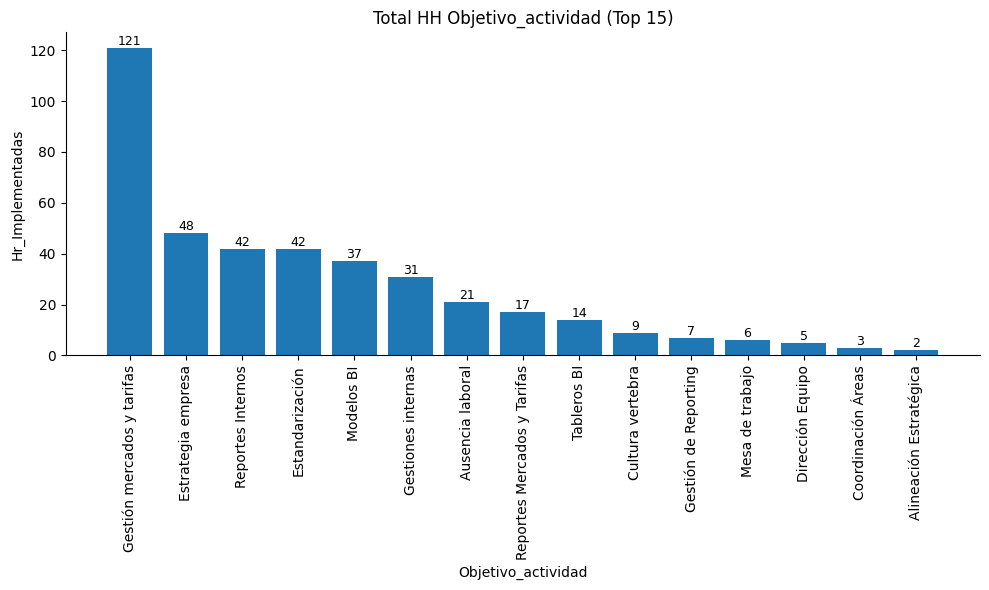 Total HH Objetivo_actividad (Top 15)
Hr_Implementadas
120
100
80
60
40
20
0
121
48
42
42
37
31
21
17
14
9
7
6
5
3
2
Gestión mercados y tarifas
Estrategia empresa
Reportes Internos
Estandarización
Modelos BI
Gestiones internas
Ausencia laboral
Reportes Mercados y Tarifas
Tableros BI
Cultura vertebra
Gestión de Reporting
Mesa de trabajo
Dirección Equipo
Coordinación Áreas
Alineación Estratégica
Objetivo_actividad